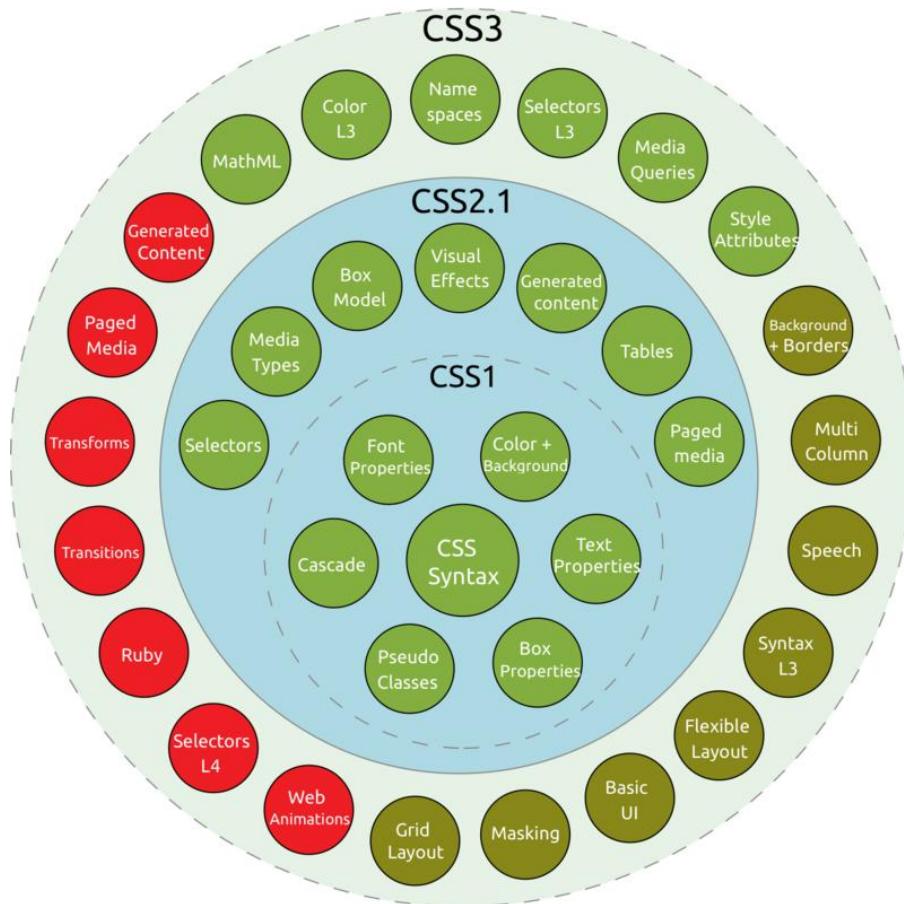 CSS3
Name
spaces
Color
L3
Selectors
L3
MathML
Media
Queries
Generated
Content
Style
Attributes
Paged
Media
Background
+ Borders
Transforms
Multi
Column
Transitions
Speech
Ruby
Syntax
L3
Selectors
L4
Flexible
Layout
Web
Animations
Basic
UI
Grid
Layout
Masking
CSS2.1
Visual
Effects
Box
Model
Generated
content
Media
Types
Tables
Selectors
Paged
media
CSS1
Font
Properties
Color +
Background
Cascade
CSS
Syntax
Text
Properties
Pseudo
Classes
Box
Properties